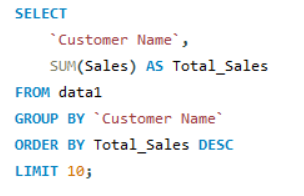 SELECT
    `Customer Name`,
    SUM(Sales) AS Total_Sales
FROM data1
GROUP BY `Customer Name`
ORDER BY Total_Sales DESC
LIMIT 10;